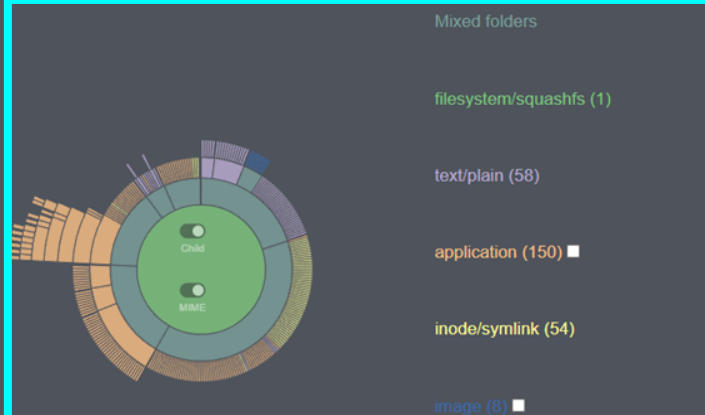 Mixed folders
filesystem/squashfs (1)
text/plain (58)
Child
application (150)
MIME
inode/symlink (54)
image (8)